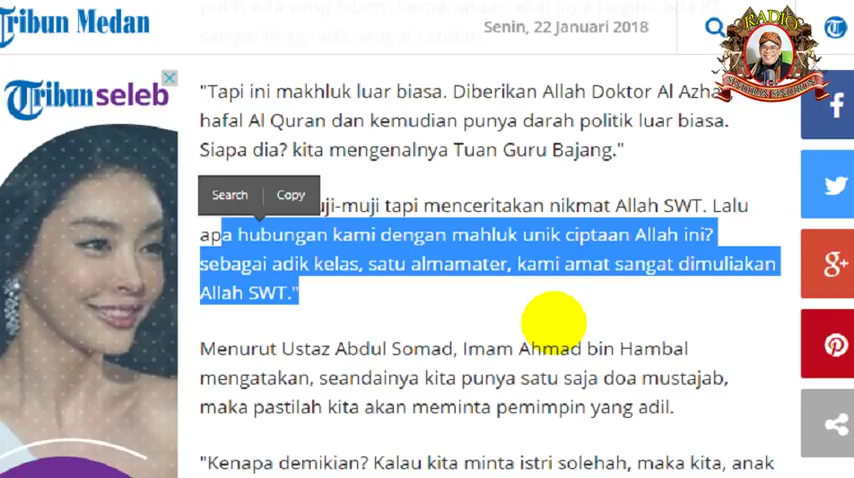 Tribun Medan
Senin, 22 Januari 2018
RADIO
Tribun seleb
"Tapi ini makhluk luar biasa. Diberikan Allah Doktor Al Azha
hafal Al Quran dan kemudian punya darah politik luar biasa.
Siapa dia? kita mengenalnya Tuan Guru Bajang."
Search
Copy
uji-muji tapi menceritakan nikmat Allah SWT. Lalu
apa hubungan kami dengan mahluk unik ciptaan Allah ini?
sebagai adik kelas, satu almamater, kami amat sangat dimuliakan
Allah SWT."
Menurut Ustaz Abdul Somad, Imam Ahmad bin Hambal
mengatakan, seandainya kita punya satu saja doa mustajab,
maka pastilah kita akan meminta pemimpin yang adil.
"Kenapa demikian? Kalau kita minta istri solehah, maka kita, anak